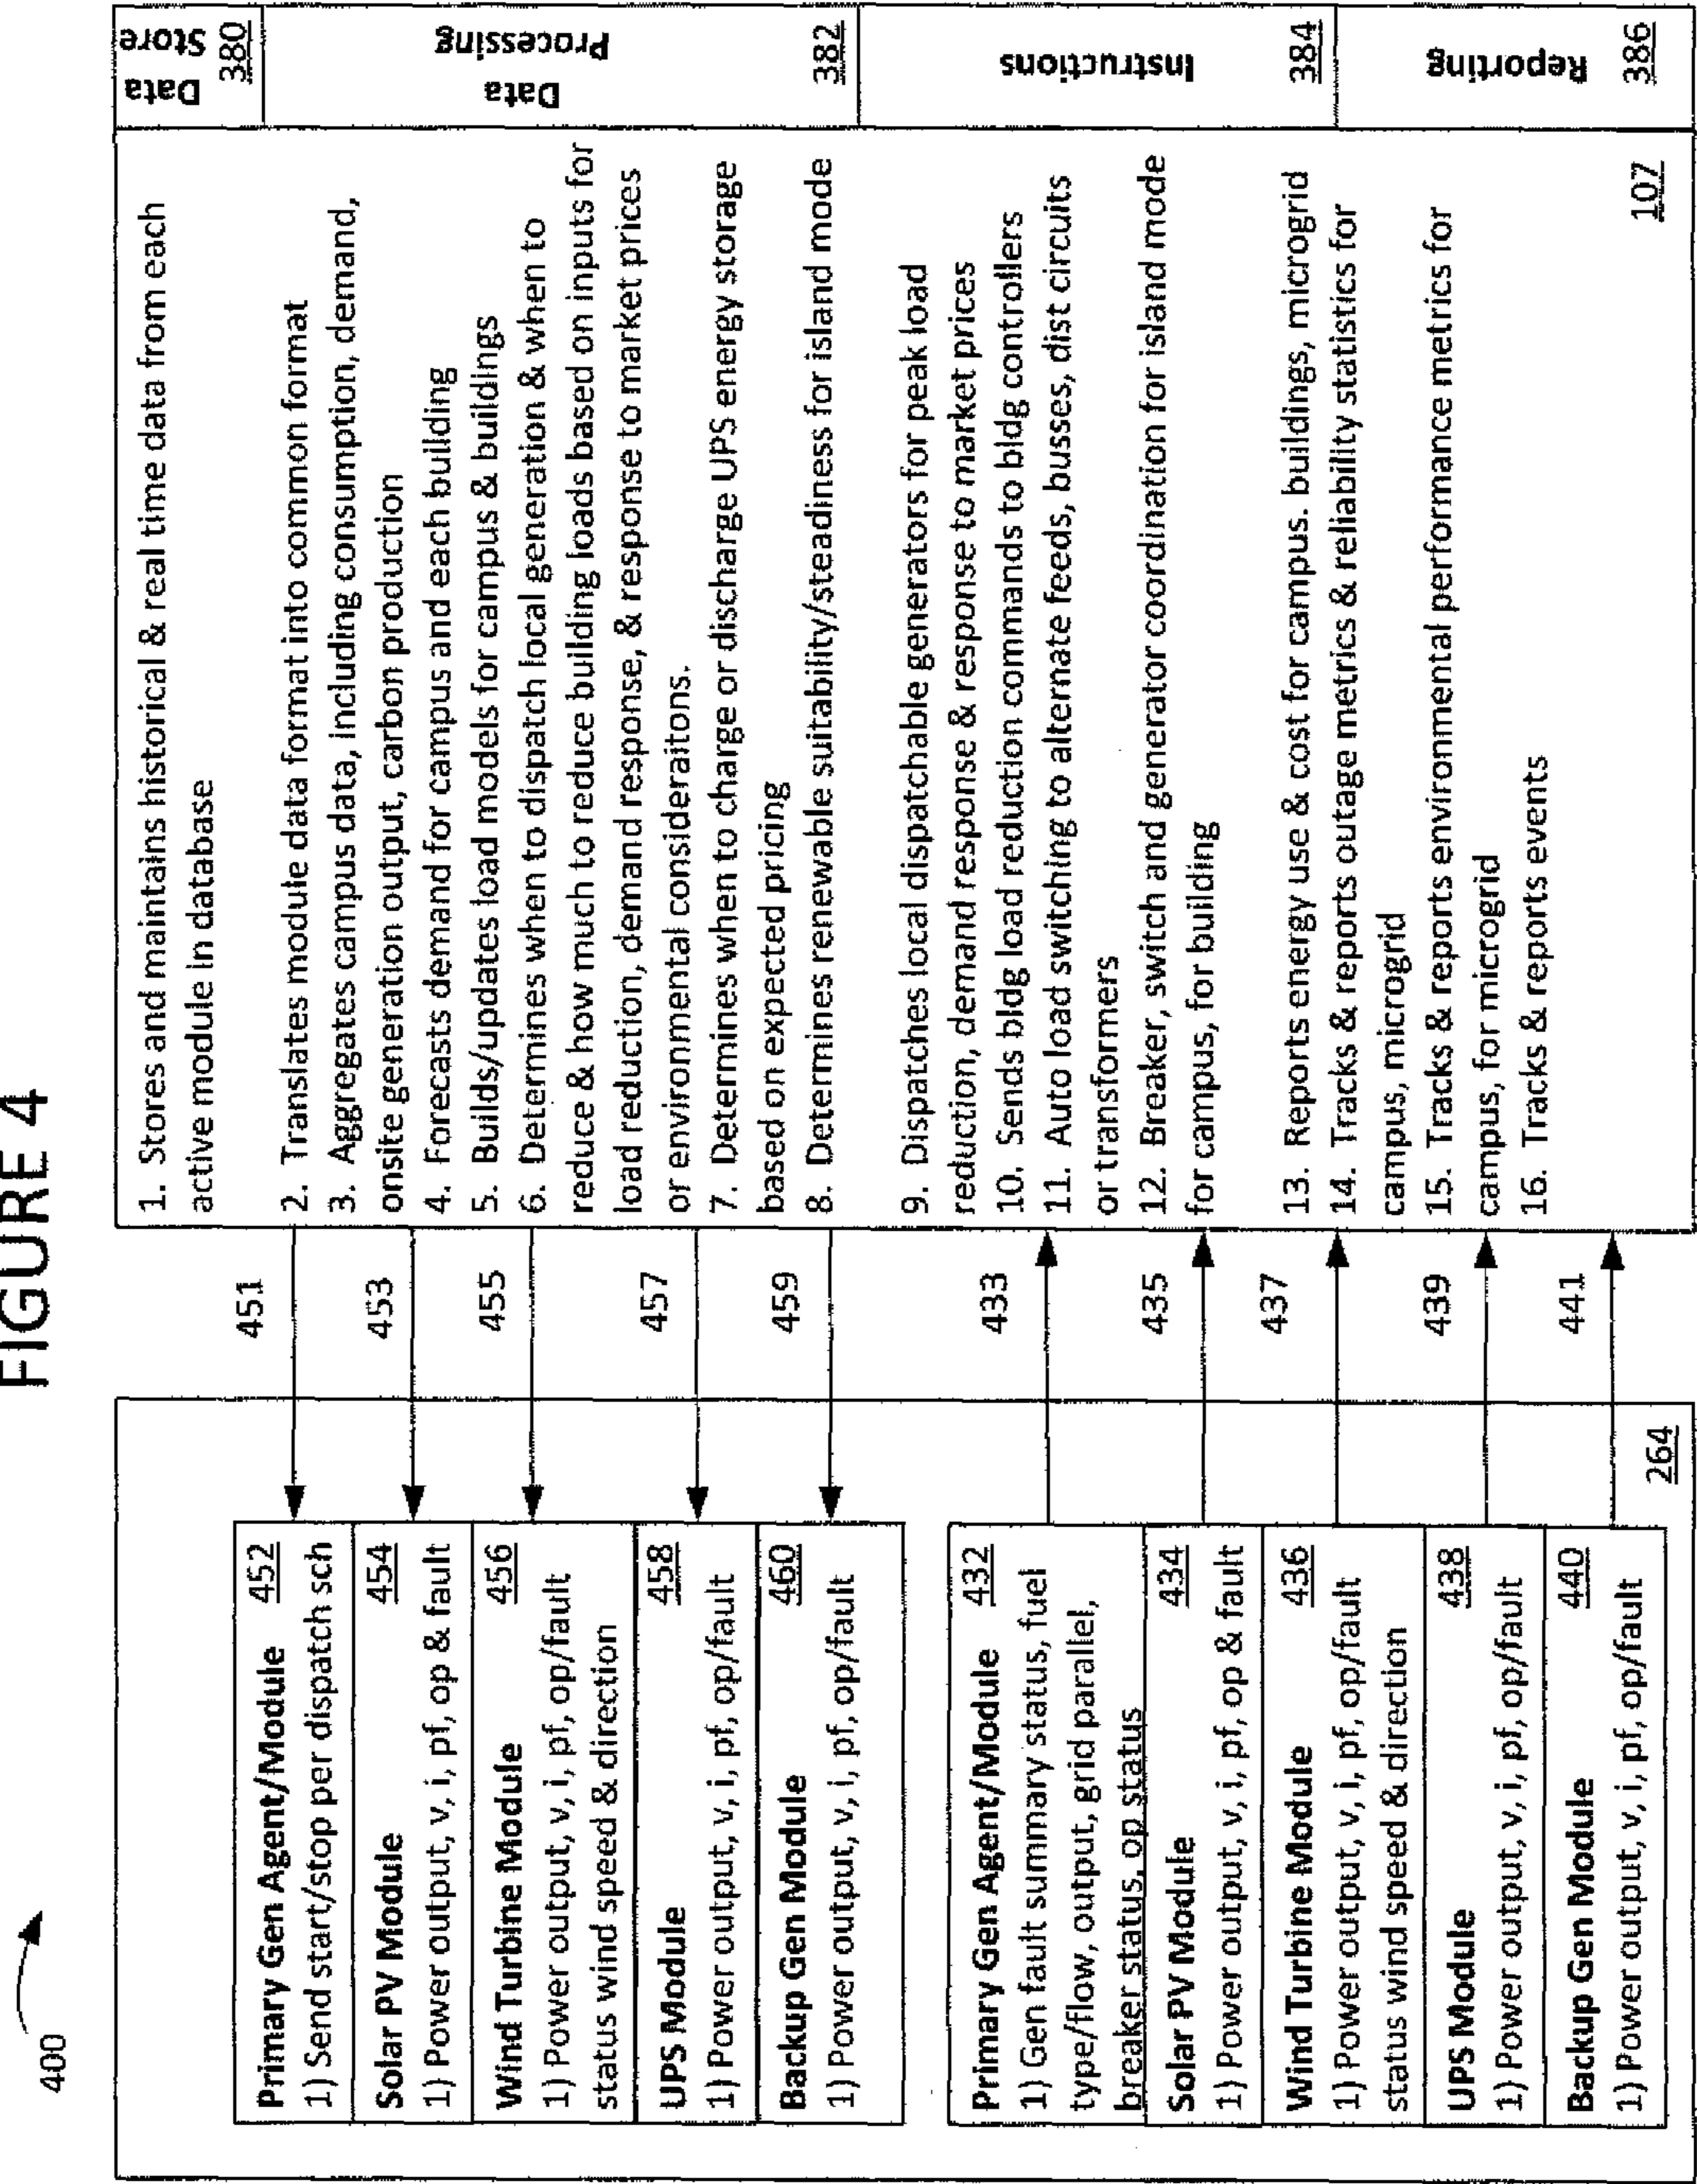 FIGURE 4
400
Primary Gen Agent/Module 452
1) Send start/stop per dispatch sch
Solar PV Module 454
1) Power output, v, i, pf, op & fault
Wind Turbine Module 456
1) Power output, v, i, pf, op/fault
status wind speed & direction
UPS Module 458
1) Power output, v, i, pf, op/fault
Backup Gen Module 460
1) Power output, v, i, pf, op/fault
Primary Gen Agent/Module 432
1) Gen fault summary status, fuel
type/flow, output, grid parallel,
breaker status, op status
Solar PV Module 434
1) Power output, v, i, pf, op & fault
Wind Turbine Module 436
1) Power output, v, i, pf, op/fault
status wind speed & direction
UPS Module 438
1) Power output, v, i, pf, op/fault
Backup Gen Module 440
1) Power output, v, i, pf, op/fault
264
451
453
455
457
459
433
435
437
439
441
1. Stores and maintains historical & real time data from each
active module in database
2. Translates module data format into common format
3. Aggregates campus data, including consumption, demand,
onsite generation output, carbon production
4. Forecasts demand for campus and each building
5. Builds/updates load models for campus & buildings
6. Determines when to dispatch local generation & when to
reduce & how much to reduce building loads based on inputs for
load reduction, demand response, & response to market prices
or environmental consideraitons.
7. Determines when to charge or discharge UPS energy storage
based on expected pricing
8. Determines renewable suitability/steadiness for island mode
9. Dispatches local dispatchable generators for peak load
reduction, demand response & response to market prices
10. Sends bldg load reduction commands to bldg controllers
11. Auto load switching to alternate feeds, busses, dist circuits
or transformers
12. Breaker, switch and generator coordination for island mode
for campus, for building
13. Reports energy use & cost for campus. buildings, microgrid
14. Tracks & reports outage metrics & reliability statistics for
campus, microgrid
15. Tracks & reports environmental performance metrics for
campus, for microgrid
16. Tracks & reports events
107
Data
Store
380
Data
Processing
382
Instructions
384
Reporting
386